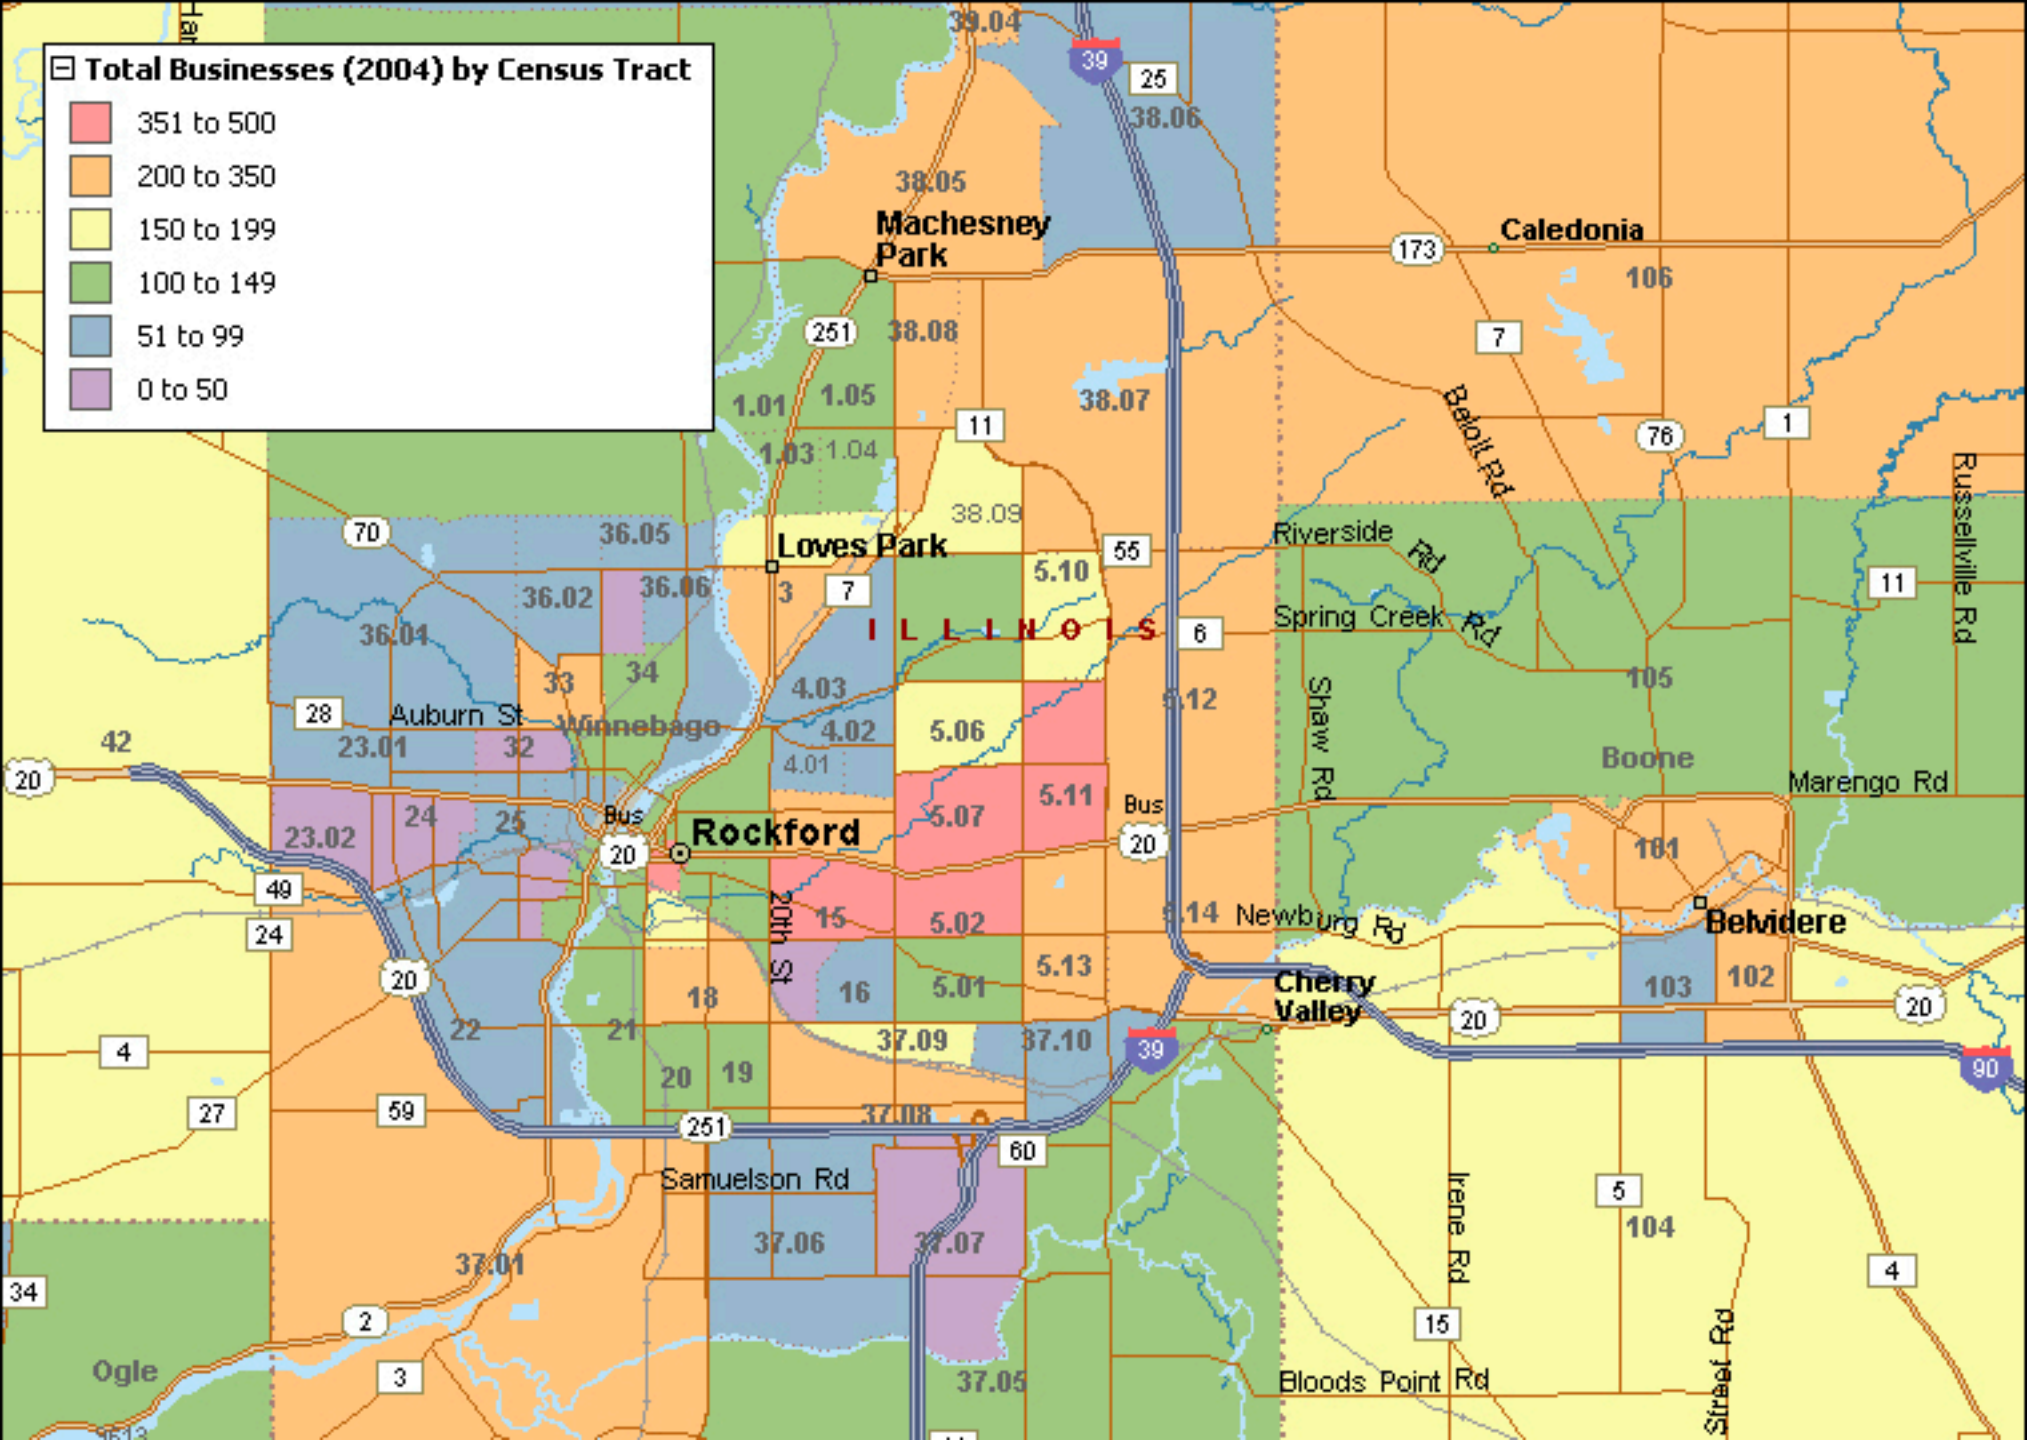 Total Businesses (2004) by Census Tract
351 to 500
200 to 350
150 to 199
100 to 149
51 to 99
0 to 50
39.04
39
25
38.06
38.05
Machesney
Park
173
Caledonia
106
251
38.08
7
1.01
1.05
38.07
Beloit Rd
11
1
76
1.03
1.04
Russellville Rd
38.09
70
36.05
Loves Park
55
Riverside
Rd
5.10
11
36.02
36.06
3
7
ILLINOIS
6
Spring Creek
Rd
36.01
33
34
4.03
105
5.12
Shaw Rd
28
Auburn St
Winnebago
4.02
5.06
42
23.01
32
4.01
Boone
20
Marengo Rd
5.11
Bus
24
25
Bus
Rockford
5.07
23.02
20
20
101
49
20th St
15
5.02
5.14
Newburg Rd
Belvidere
24
5.13
20
18
16
5.01
Cherry
Valley
103
102
20
20
22
21
37.09
37.10
39
4
20
19
90
27
59
251
37.08
60
Samuelson Rd
Irene Rd
5
104
37.06
37.07
37.01
34
4
2
15
Street Rd
Ogle
3
37.05
Bloods Point Rd